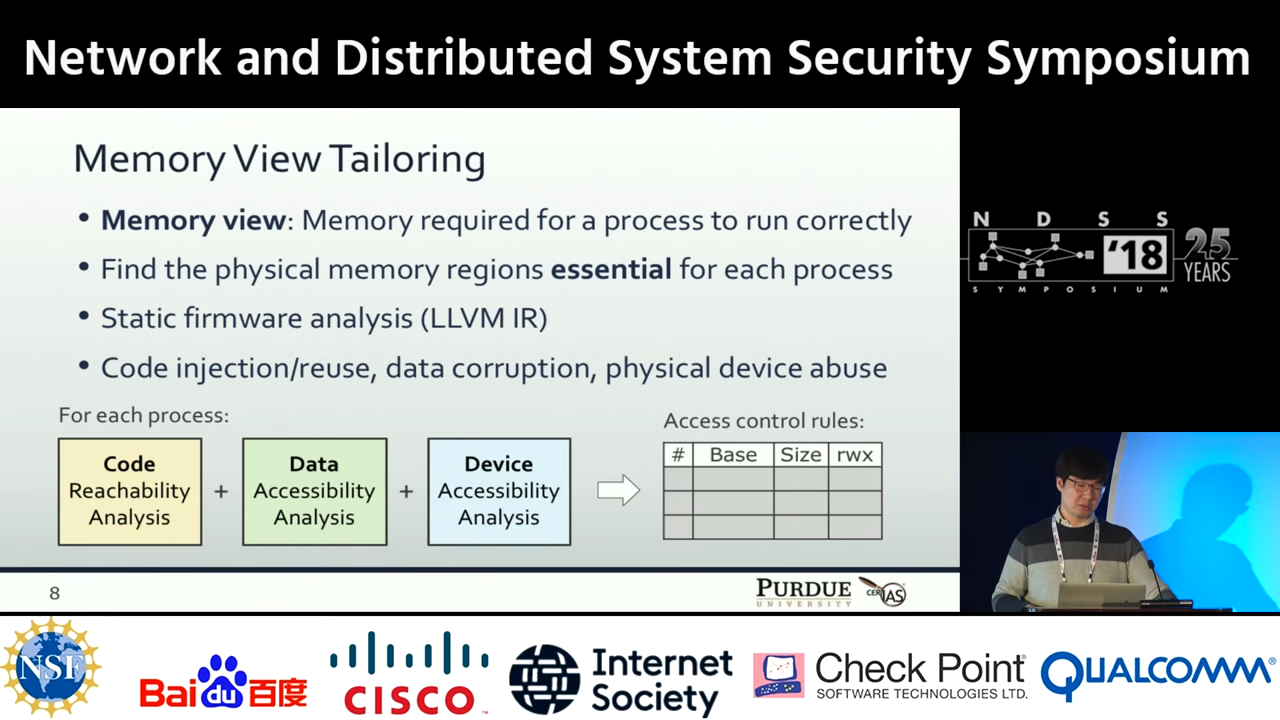 Network and Distributed System Security Symposium
Memory View Tailoring
• Memory view: Memory required for a process to run correctly
• Find the physical memory regions essential for each process
• Static firmware analysis (LLVM IR)
• Code injection/reuse, data corruption, physical device abuse
For each process:
Code
Reachability
Analysis
+
Data
Accessibility
Analysis
+
Device
Accessibility
Analysis
Access control rules:
# Base Size rwx
8
PURDUE
UNIVERSITY
CERIAS
N D S S
'18
25
YEARS
SYMPOSIUM
NSF
Bai du 百度
CISCO™
Internet
Society
Check Point®
SOFTWARE TECHNOLOGIES LTD.
QUALCOMM®